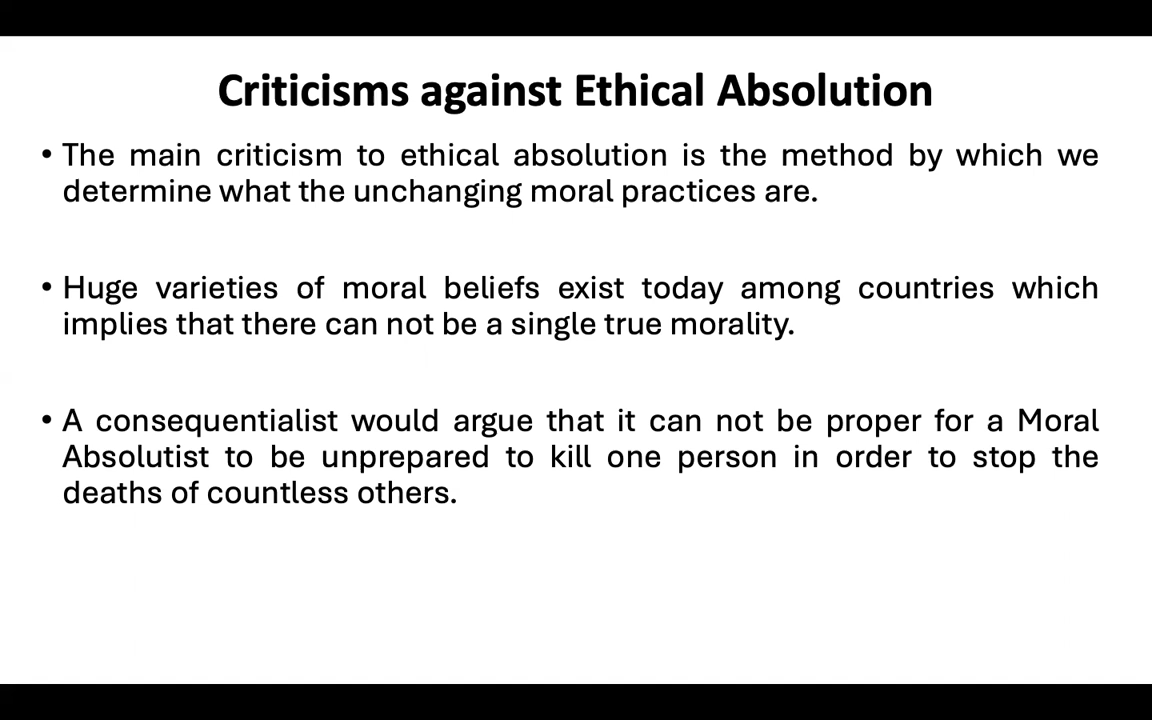 Criticisms against Ethical Absolution
• The main criticism to ethical absolution is the method by which we
determine what the unchanging moral practices are.
• Huge varieties of moral beliefs exist today among countries which
implies that there can not be a single true morality.
• A consequentialist would argue that it can not be proper for a Moral
Absolutist to be unprepared to kill one person in order to stop the
deaths of countless others.